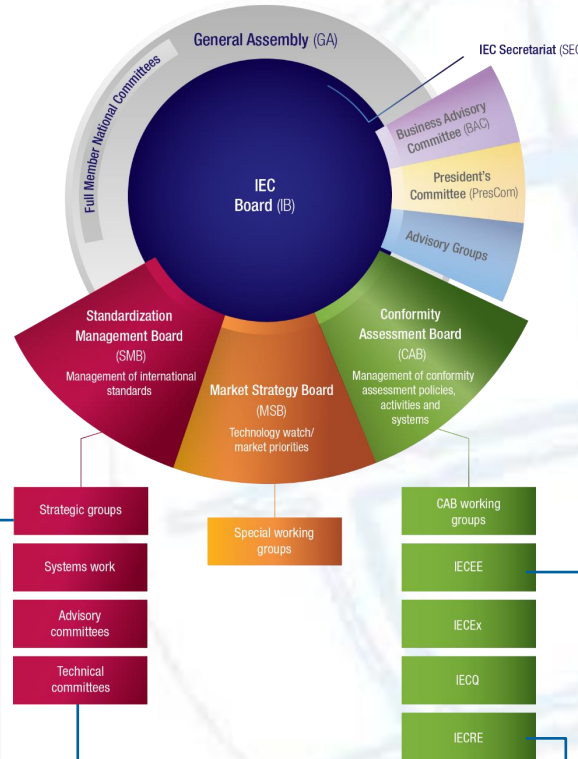 General Assembly (GA)
IEC Secretariat (SEC
Full Member National Committees
Business Advisory
Committee (BAC)
President's
Committee (PresCom)
Advisory Groups
IEC
Board (IB)
Standardization
Management Board
(SMB)
Management of international
standards
Market Strategy Board
(MSB)
Technology watch/
market priorities
Conformity
Assessment Board
(CAB)
Management of conformity
assessment policies,
activities and
systems
Strategic groups
Systems work
Advisory
committees
Technical
committees
Special working
groups
CAB working
groups
IECEE
IECEx
IECQ
IECRE